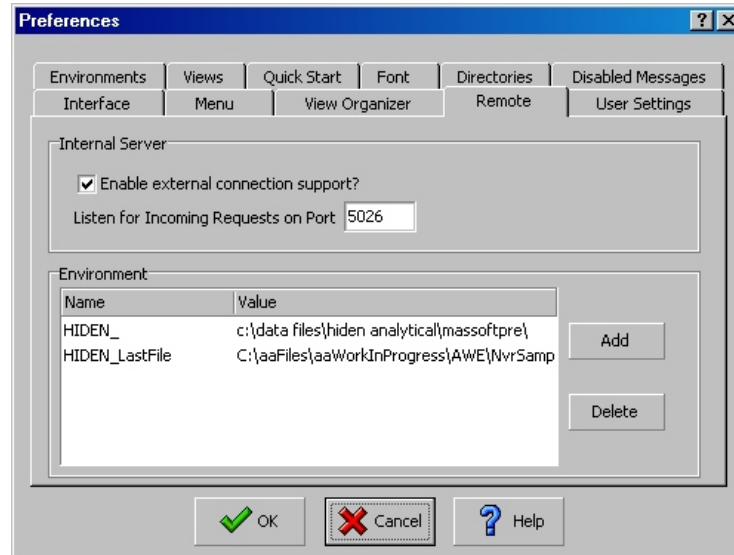 Preferences
Environments Views Quick Start Font Directories Disabled Messages
Interface Menu View Organizer Remote User Settings
Internal Server
Enable external connection support?
Listen for Incoming Requests on Port 5026
Environment
Name Value
HIDEN_ c:\data files\hiden analytical\massoftpre\
HIDEN_LastFile C:\aaFiles\aaWorkInProgress\AWE\NvrSamp
Add
Delete
OK Cancel Help